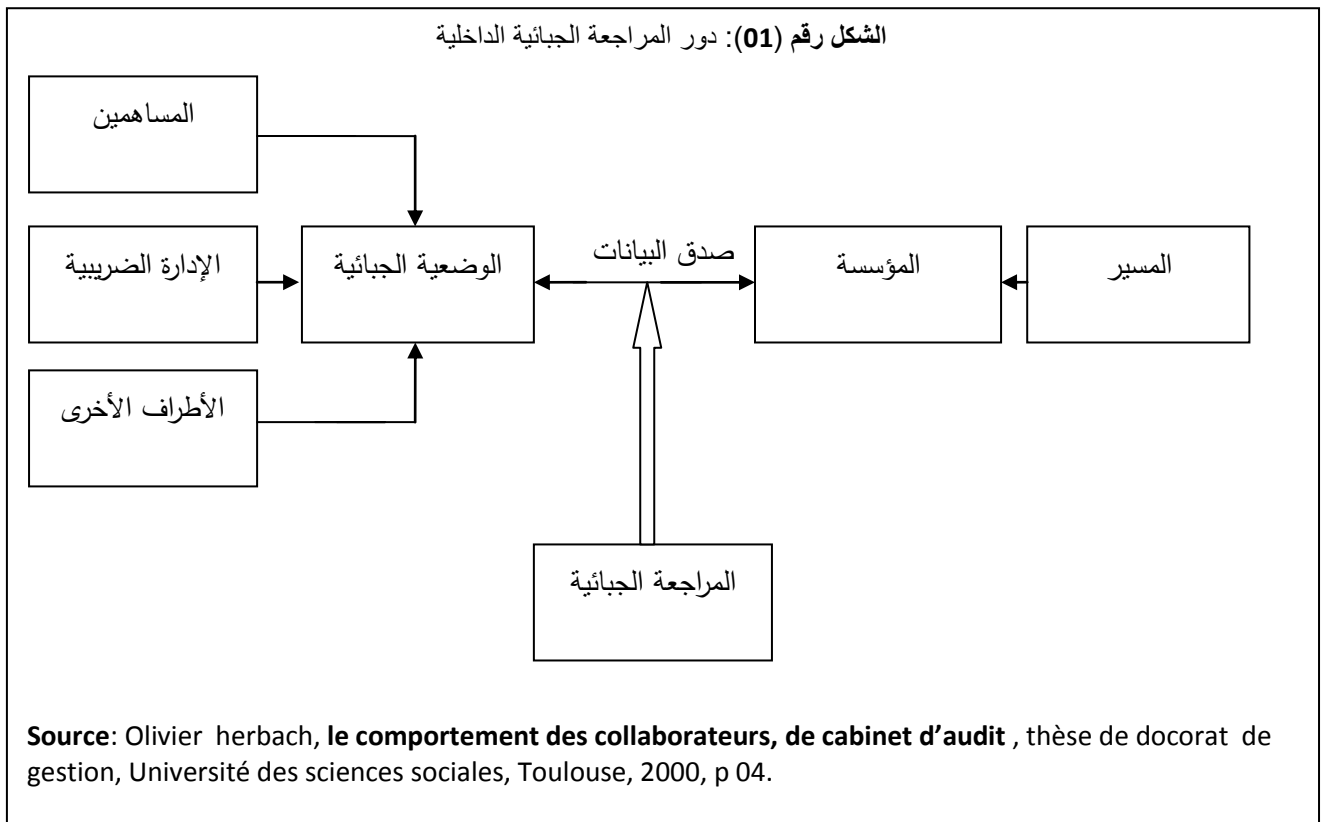 الشكل رقم (01): دور المراجعة الجبائية الداخلية
المساهمين
الإدارة الضريبية
الوضعية الجبائية
صدق البيانات
المؤسسة
المسير
الأطراف الأخرى
المراجعة الجبائية
Source: Olivier herbach, le comportement des collaborateurs, de cabinet d'audit , thèse de docorat de
gestion, Université des sciences sociales, Toulouse, 2000, p 04.